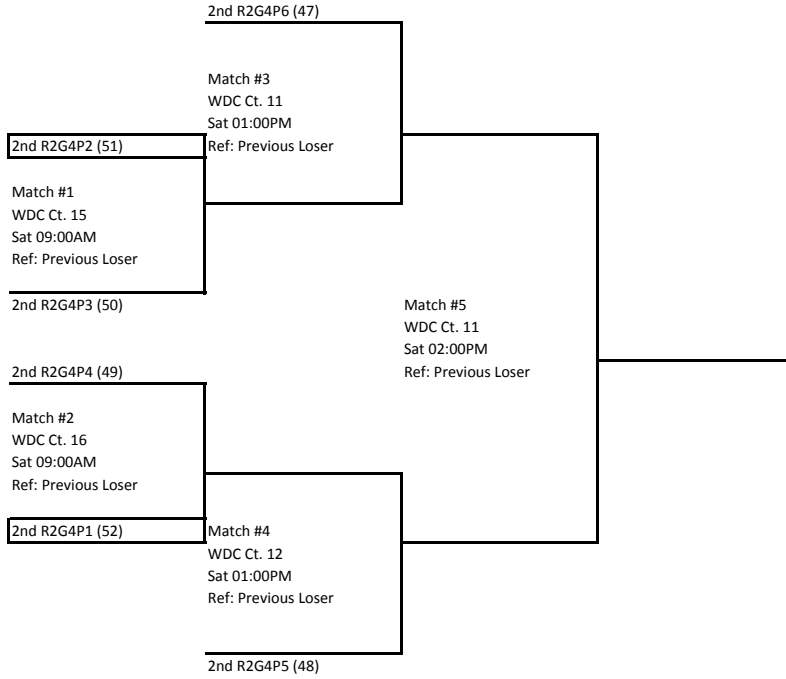 2nd R2G4P6 (47)
Match #3
WDC Ct. 11
Sat 01:00PM
Ref: Previous Loser
2nd R2G4P2 (51)
Match #1
WDC Ct. 15
Sat 09:00AM
Ref: Previous Loser
2nd R2G4P3 (50)
Match #5
WDC Ct. 11
Sat 02:00PM
Ref: Previous Loser
2nd R2G4P4 (49)
Match #2
WDC Ct. 16
Sat 09:00AM
Ref: Previous Loser
2nd R2G4P1 (52)
Match #4
WDC Ct. 12
Sat 01:00PM
Ref: Previous Loser
2nd R2G4P5 (48)